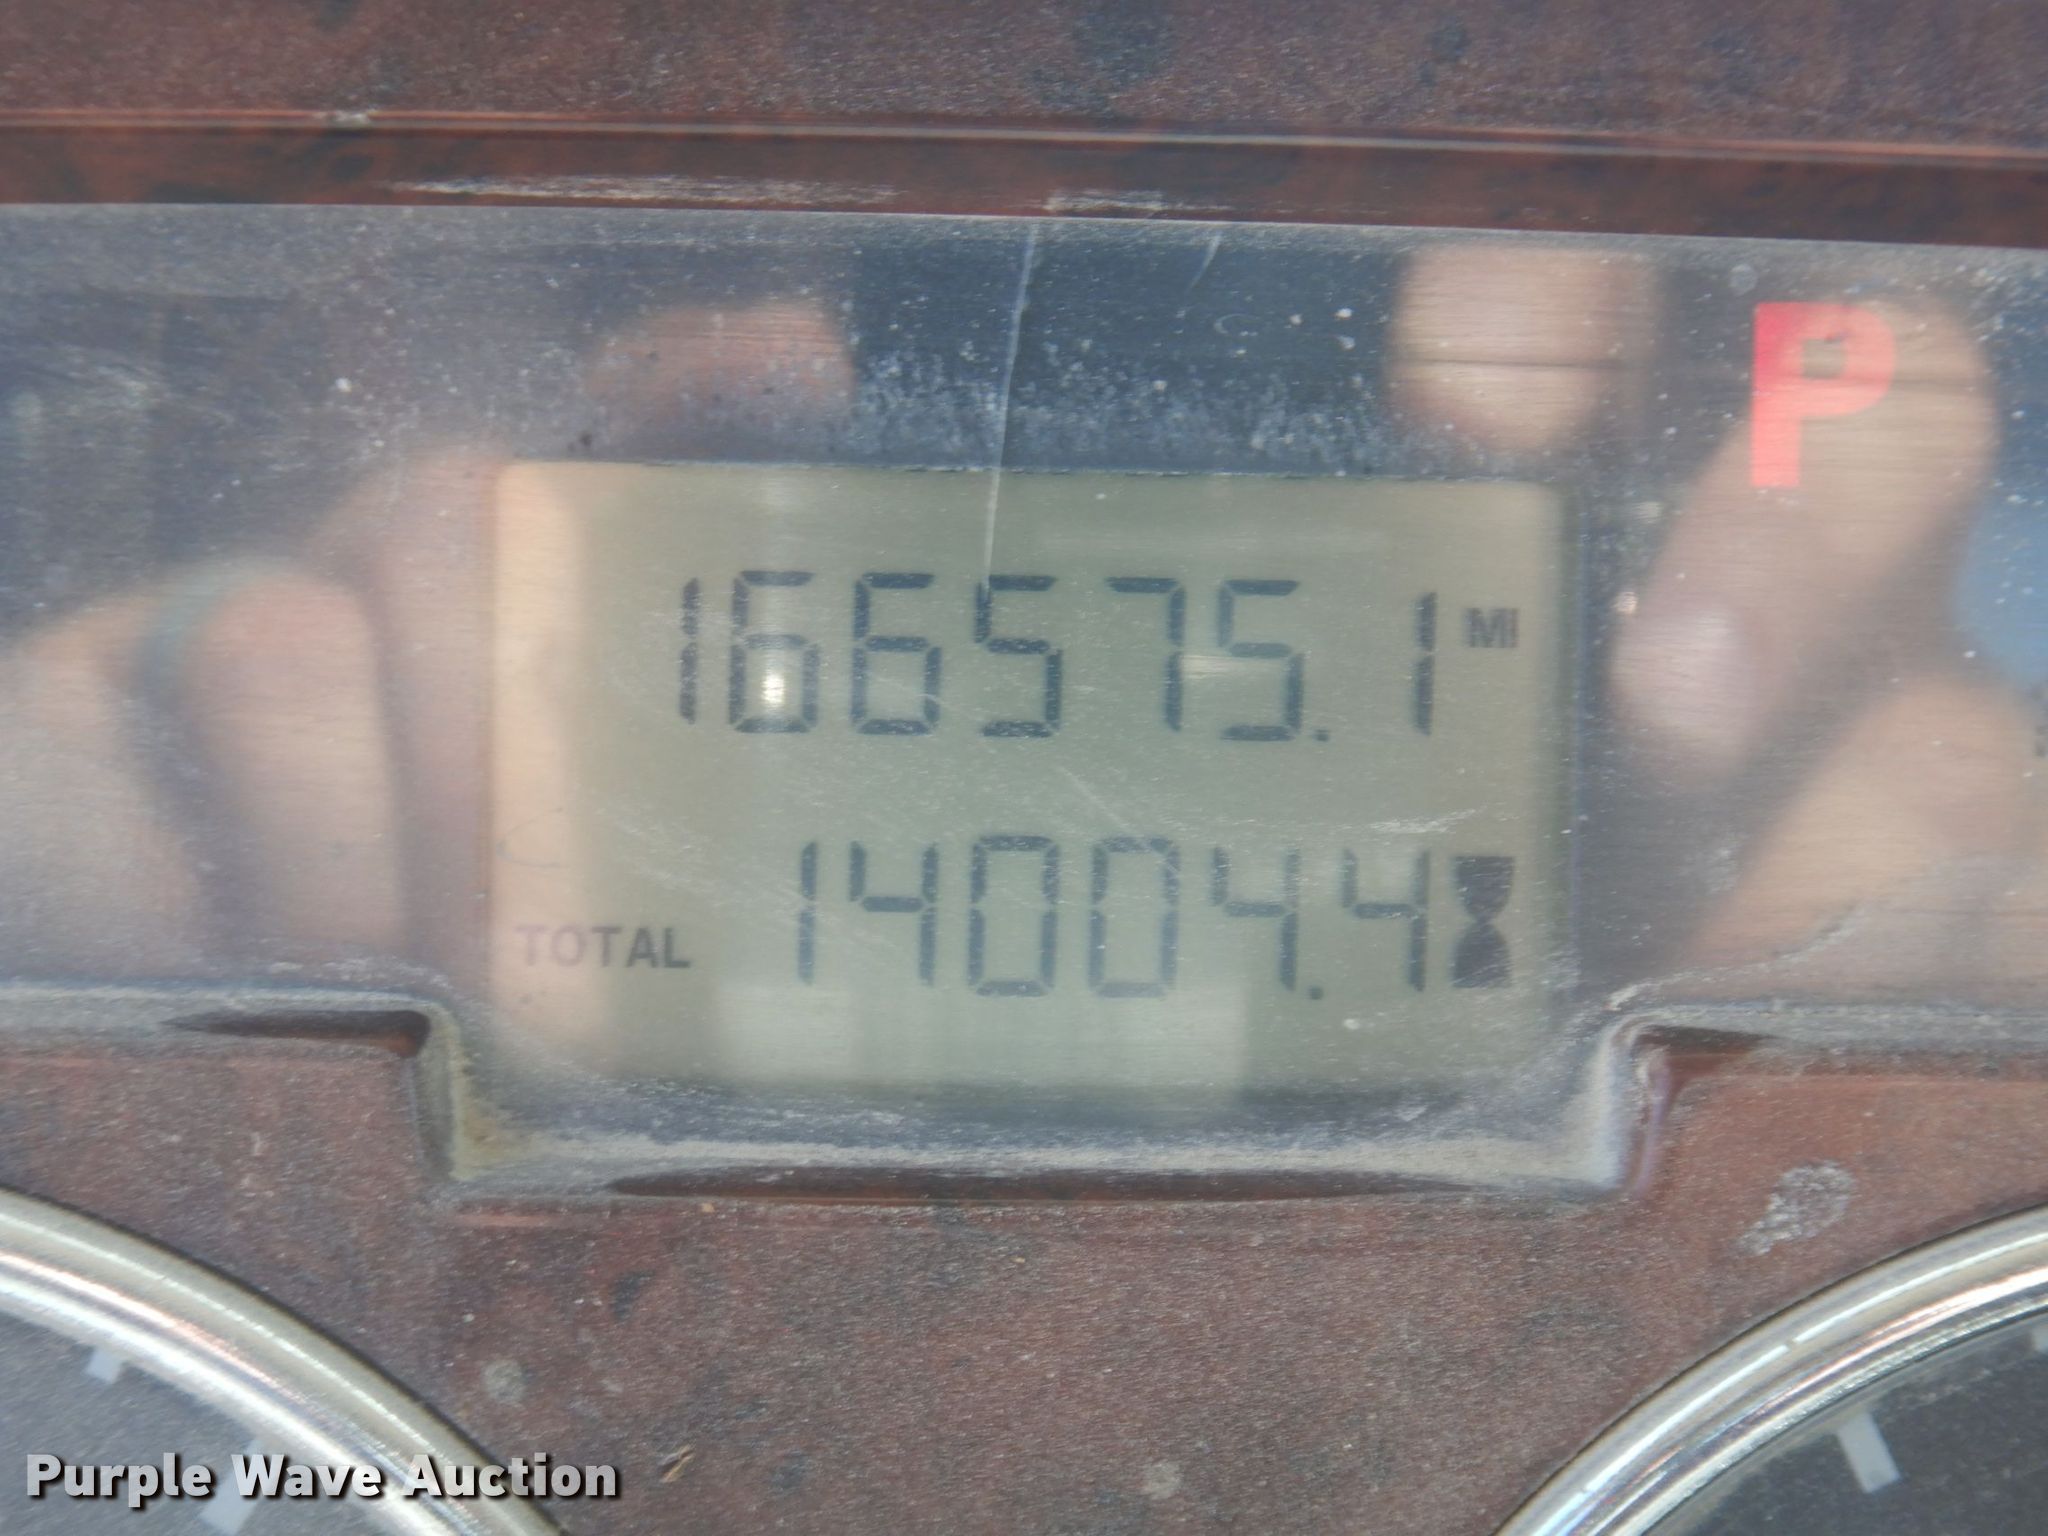 P
166575.1 MI
TOTAL 14004.4
Purple Wave Auction